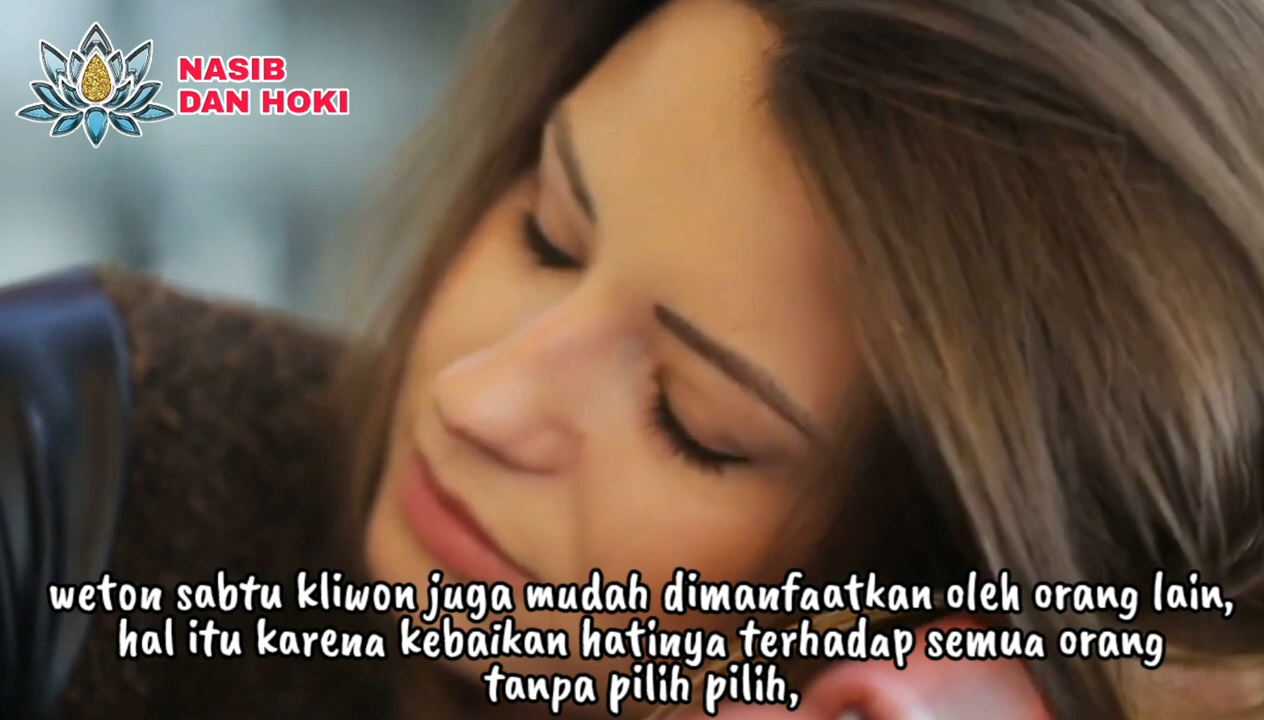 NASIB
DAN HOKI
weton sabtu kliwon juga mudah dimanfaatkan oleh orang lain,
hal itu karena kebaikan hatinya terhadap semua orang
tanpa pilih pilih,